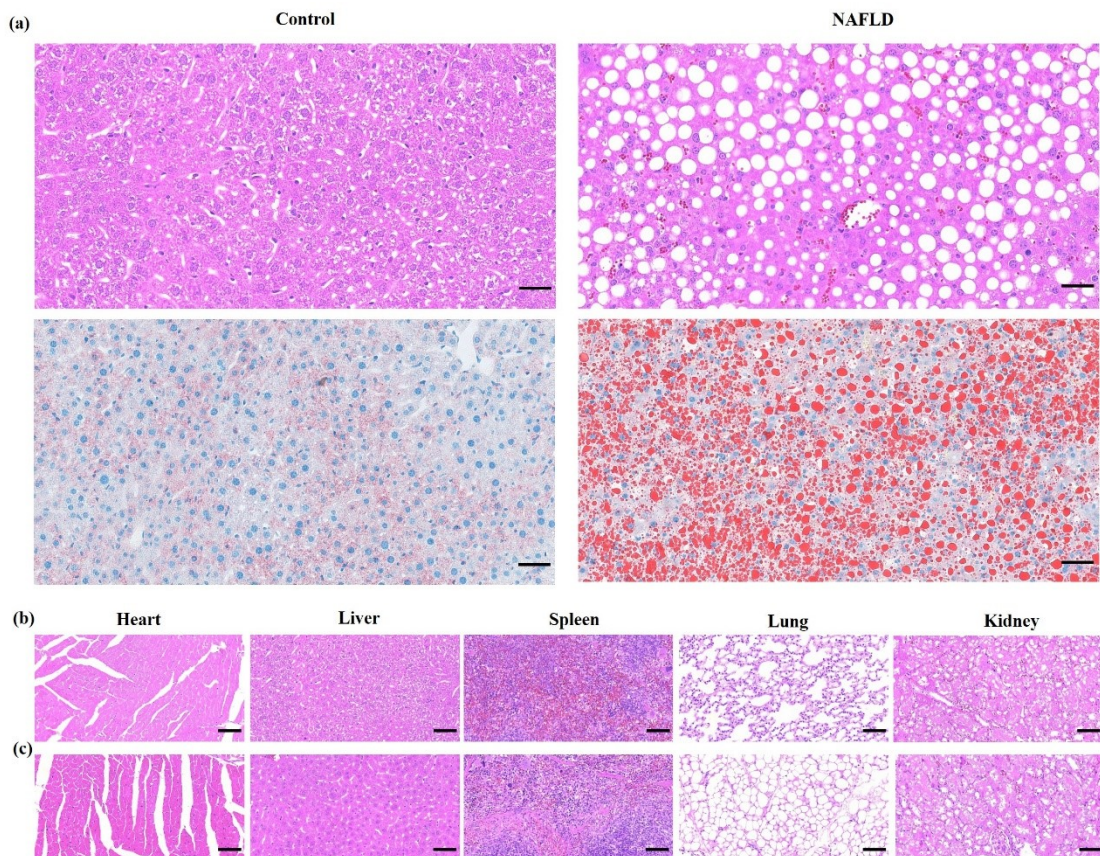 (a)
Control
NAFLD
(b)
Heart
Liver
Spleen
Lung
Kidney
(c)